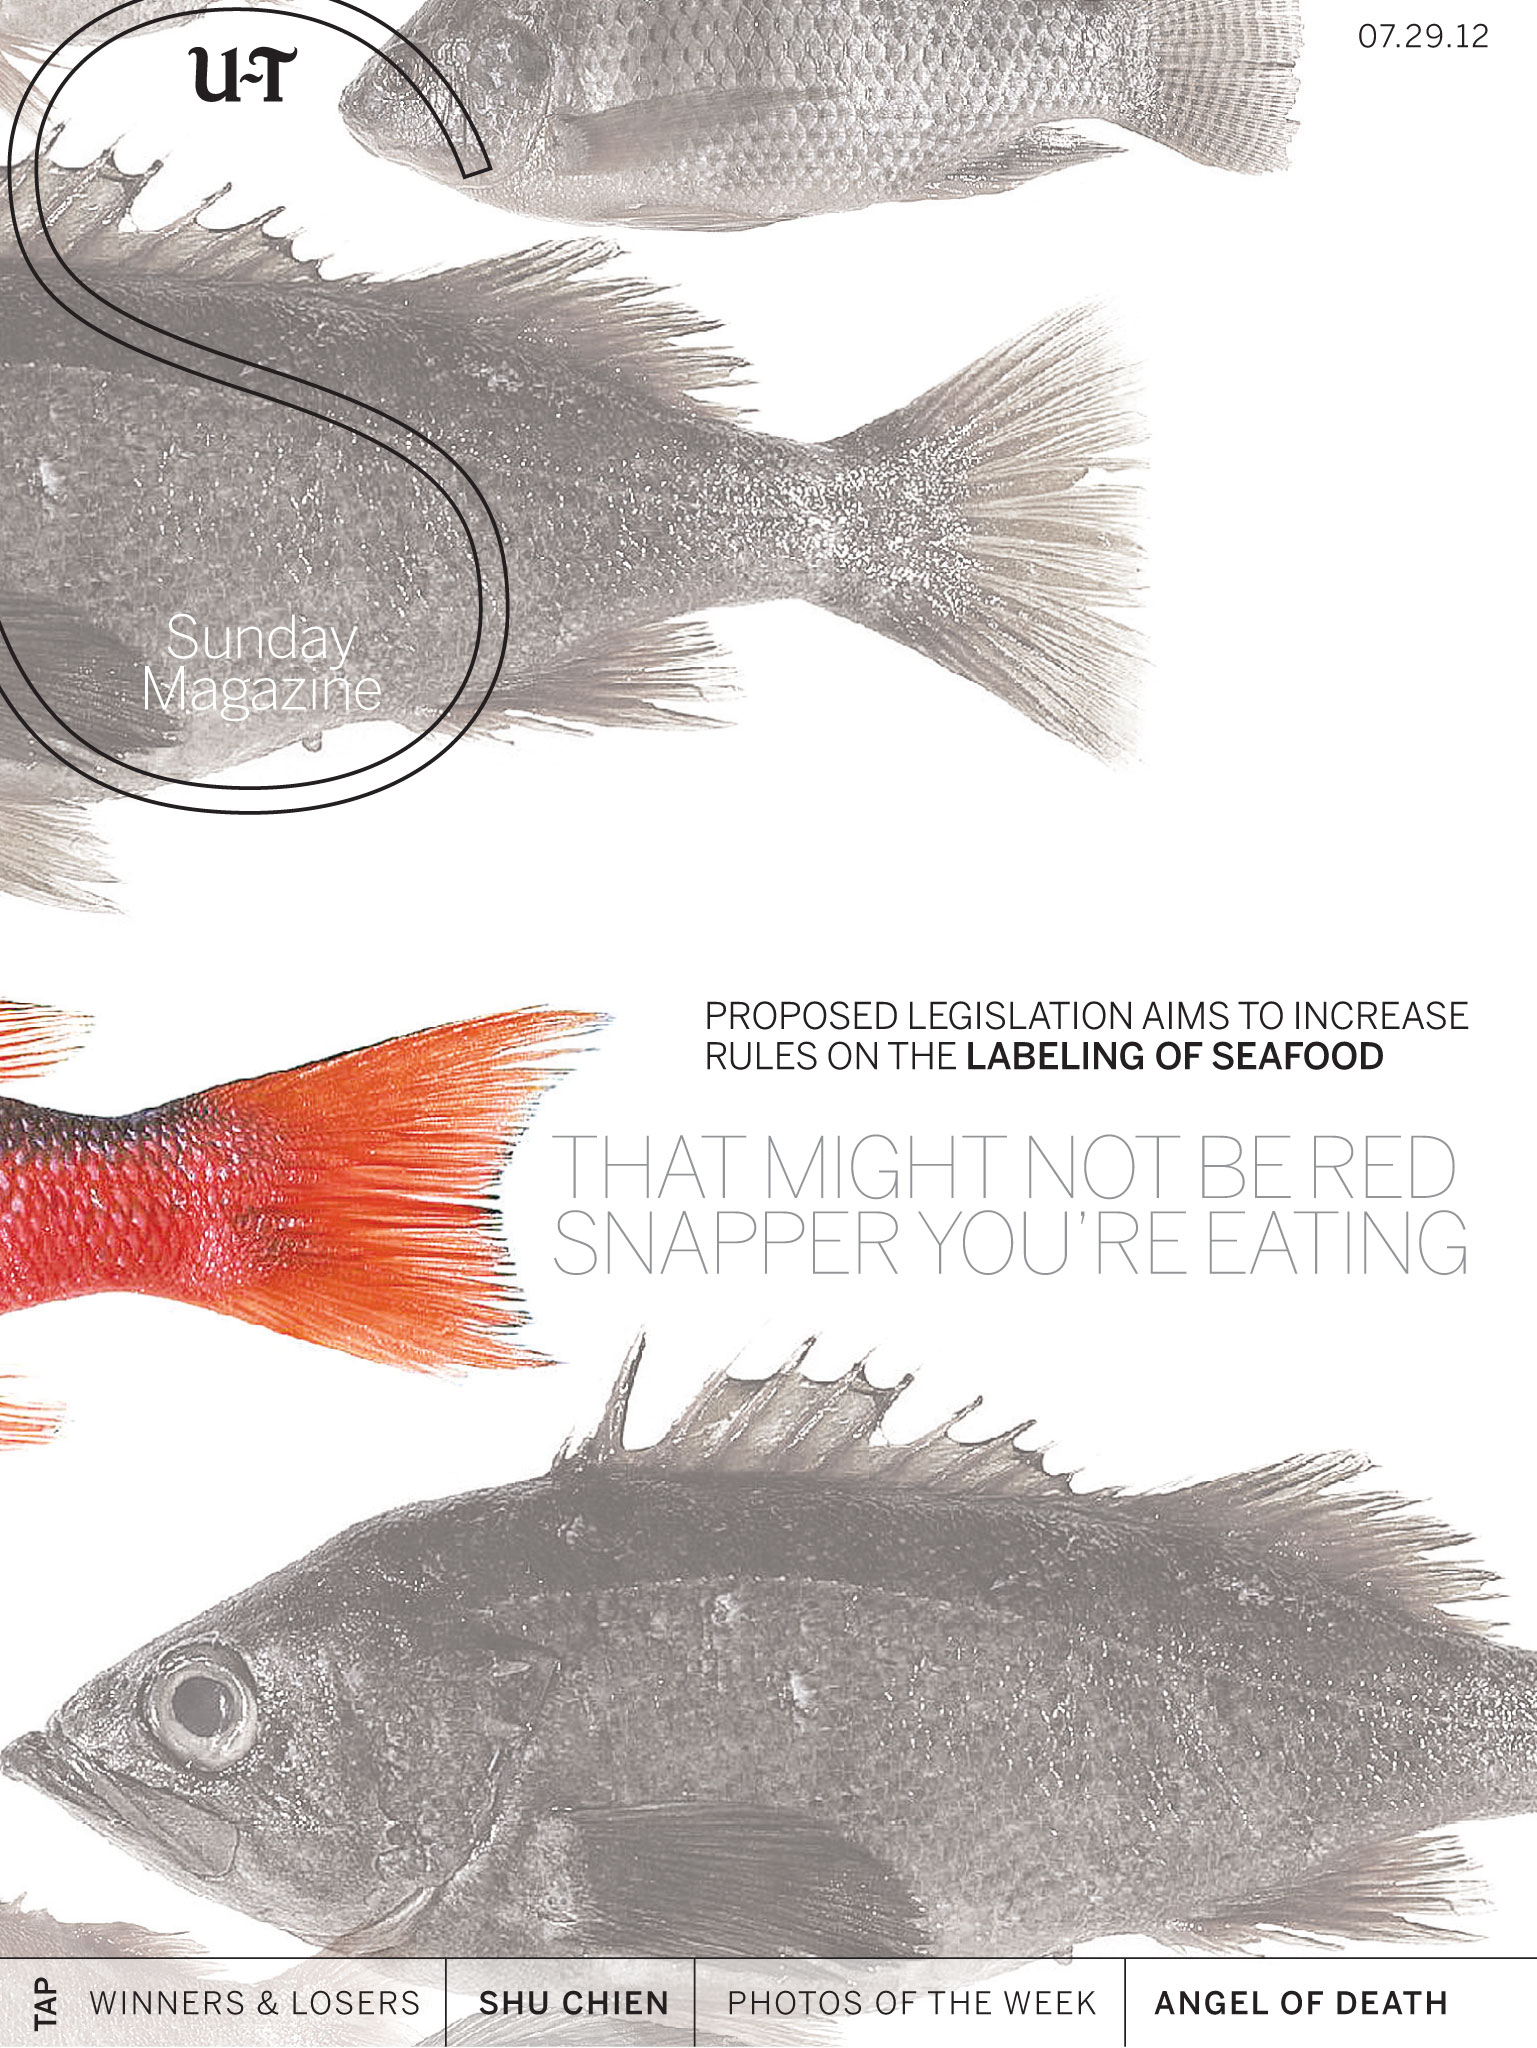 U-T
07.29.12
Sunday
Magazine
PROPOSED LEGISLATION AIMS TO INCREASE
RULES ON THE LABELING OF SEAFOOD
THAT MIGHT NOT BE RED
SNAPPER YOU'RE EATING
TAP
WINNERS & LOSERS
SHU CHIEN
PHOTOS OF THE WEEK
ANGEL OF DEATH